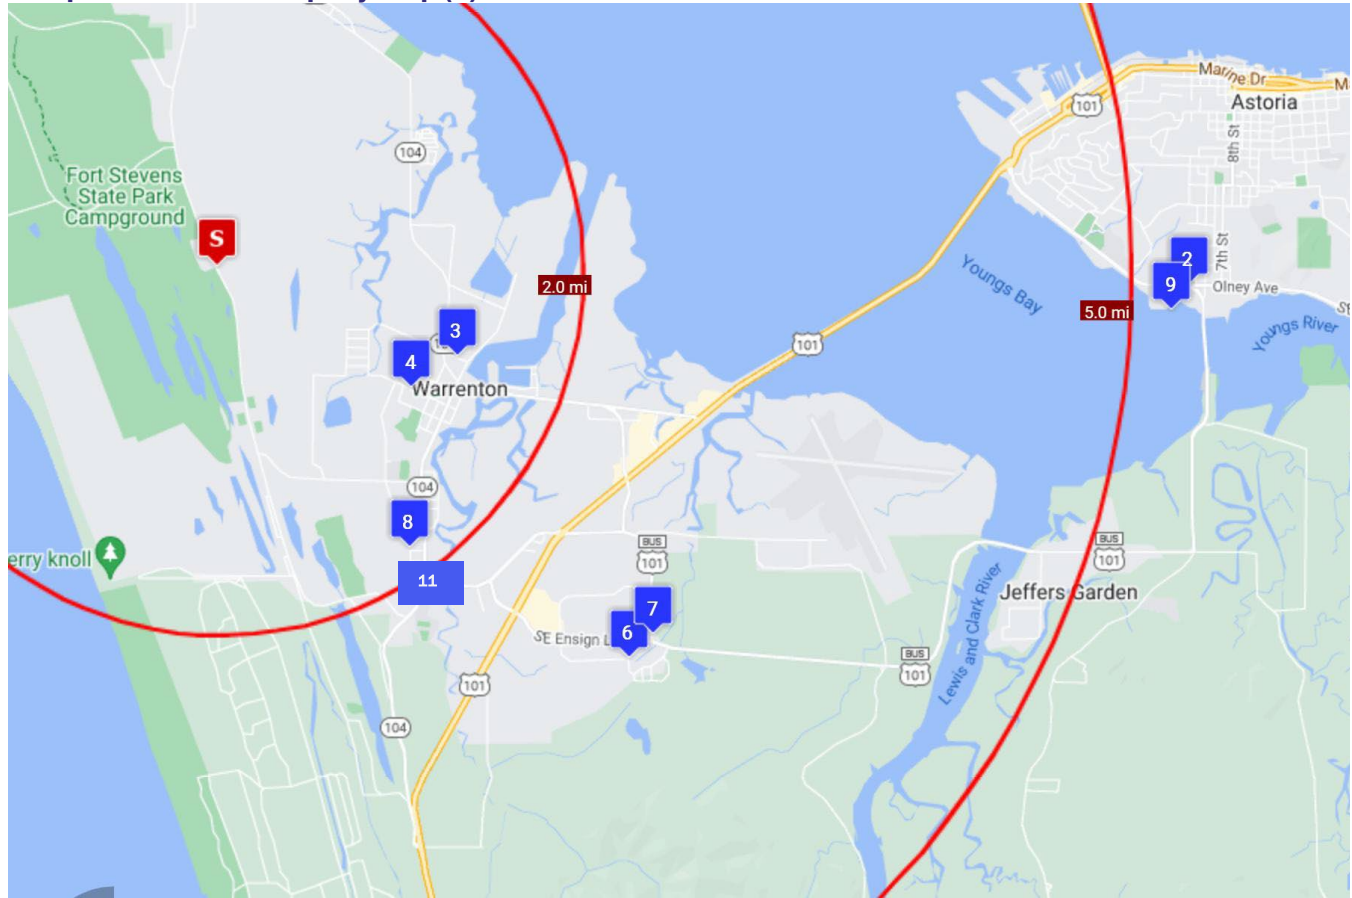 Marine Dr
101
Astoria
8th St
104
Fort Stevens
State Park
Campground
S
2
7th St
9
Olney Ave
Youngs Bay
2.0 mi
5.0 mi
Youngs River
3
101
4
Warrenton
104
8
BUS
101
BUS
101
erry knoll
11
7
Jeffers Garden
6
SE Ensign L
Lewis and Clark River
BUS
101
101
104